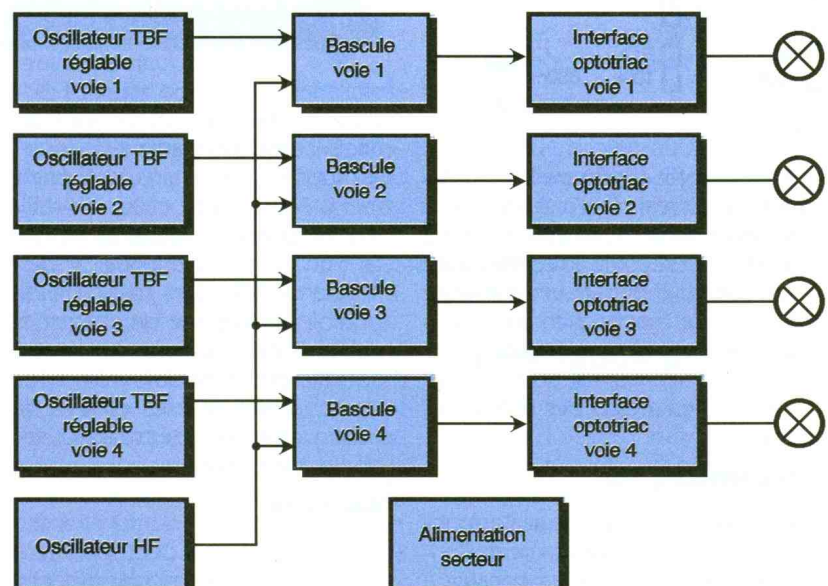 Oscillateur TBF
réglable
voie 1
Bascule
voie 1
Interface
optotriac
voie 1
Oscillateur TBF
réglable
voie 2
Bascule
voie 2
Interface
optotriac
voie 2
Oscillateur TBF
réglable
voie 3
Bascule
voie 3
Interface
optotriac
voie 3
Oscillateur TBF
réglable
voie 4
Bascule
voie 4
Interface
optotriac
voie 4
Oscillateur HF
Alimentation
secteur